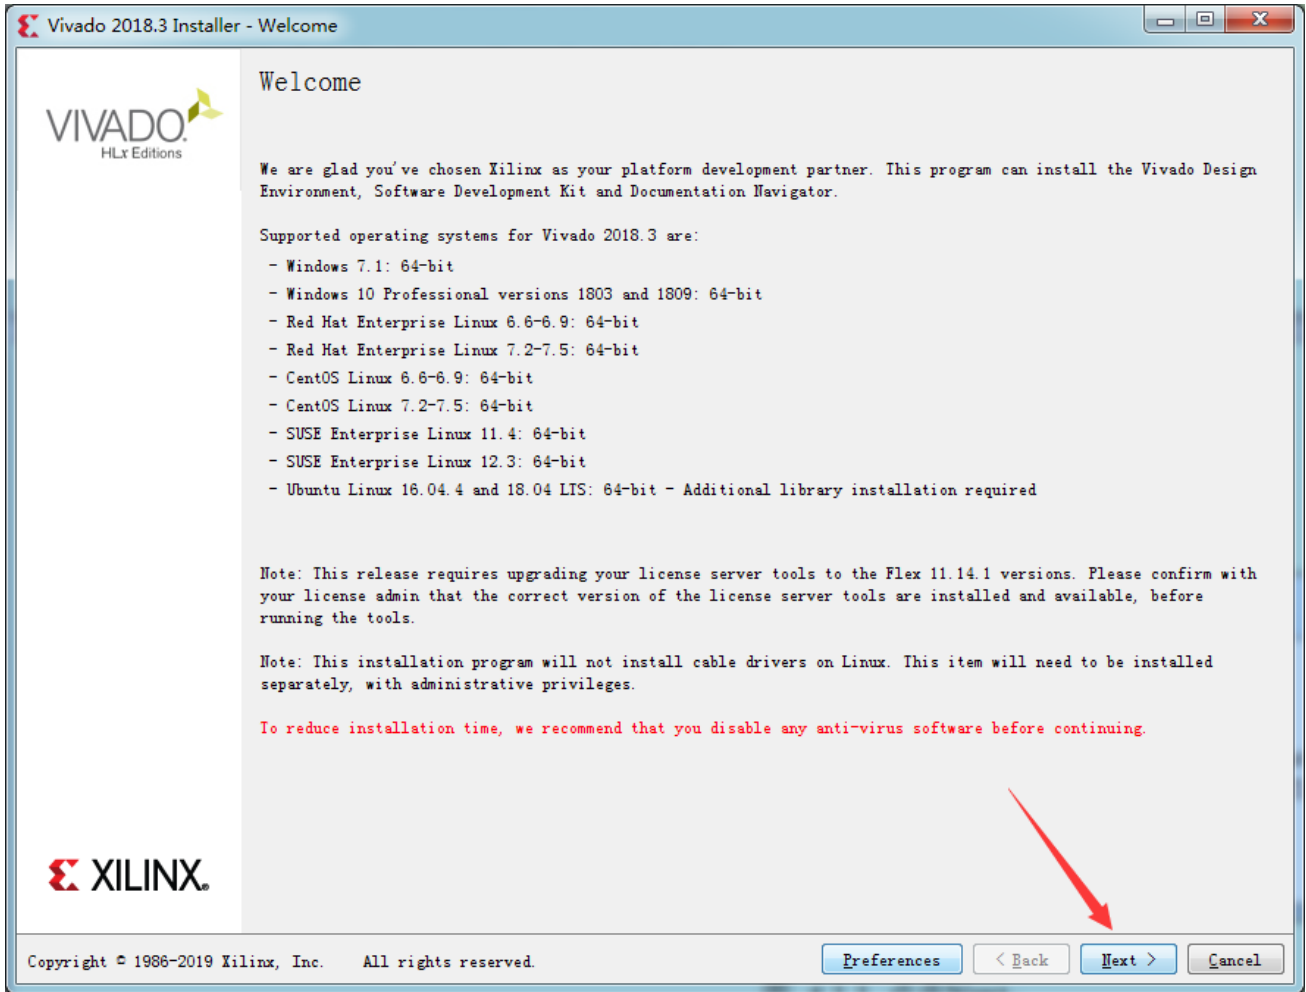 Vivado 2018.3 Installer - Welcome
VIVADO.
HLx Editions
Welcome
We are glad you've chosen Xilinx as your platform development partner. This program can install the Vivado Design
Environment, Software Development Kit and Documentation Navigator.
Supported operating systems for Vivado 2018.3 are:
- Windows 7.1: 64-bit
- Windows 10 Professional versions 1803 and 1809: 64-bit
- Red Hat Enterprise Linux 6.6-6.9: 64-bit
- Red Hat Enterprise Linux 7.2-7.5: 64-bit
- CentOS Linux 6.6-6.9: 64-bit
- CentOS Linux 7.2-7.5: 64-bit
- SUSE Enterprise Linux 11.4: 64-bit
- SUSE Enterprise Linux 12.3: 64-bit
- Ubuntu Linux 16.04.4 and 18.04 LTS: 64-bit - Additional library installation required
Note: This release requires upgrading your license server tools to the Flex 11.14.1 versions. Please confirm with
your license admin that the correct version of the license server tools are installed and available, before
running the tools.
Note: This installation program will not install cable drivers on Linux. This item will need to be installed
separately, with administrative privileges.
To reduce installation time, we recommend that you disable any anti-virus software before continuing.
XILINX.
Copyright © 1986-2019 Xilinx, Inc. All rights reserved.
Preferences
< Back
Next >
Cancel